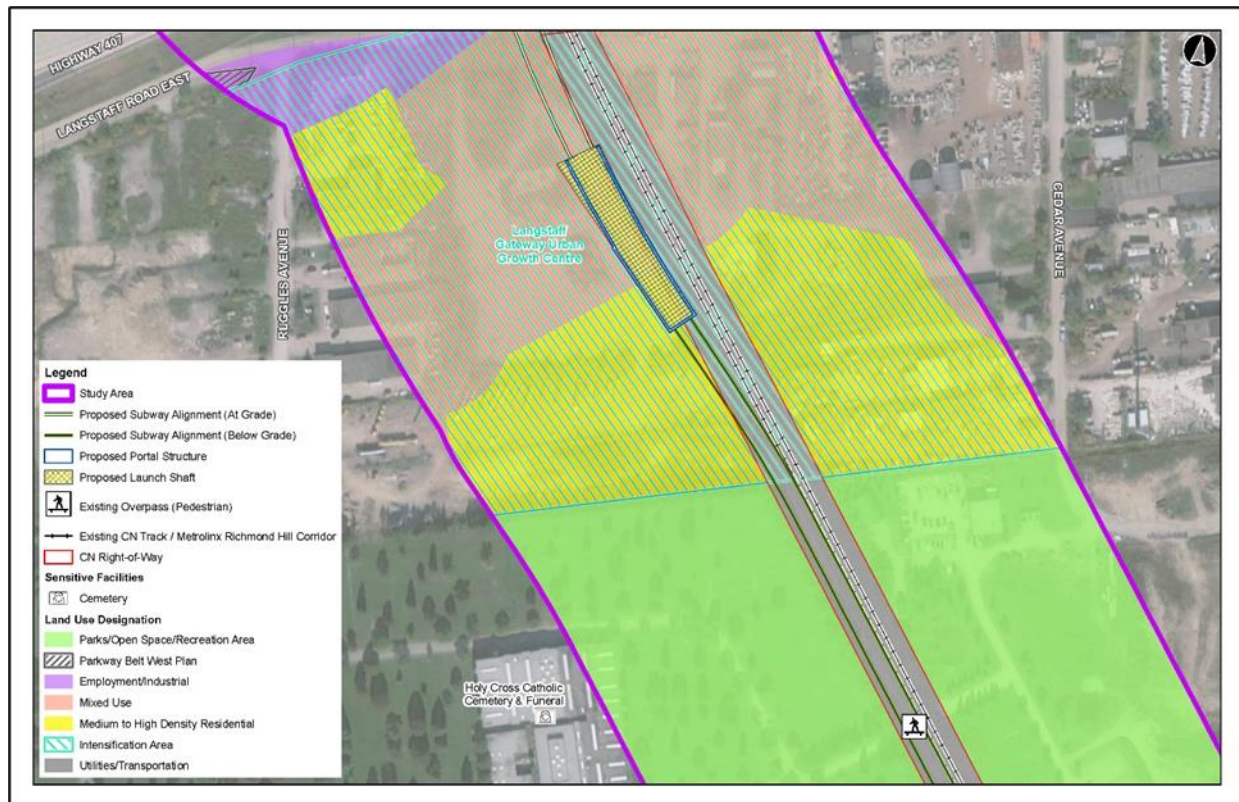 HIGHWAY 407
LANGSTAFF ROAD EAST
RUGGLES AVENUE
CEDAR AVENUE
Langstaff
Gateway Urban
Growth Centre
Legend
Study Area
Proposed Subway Alignment (At Grade)
Proposed Subway Alignment (Below Grade)
Proposed Portal Structure
Proposed Launch Shaft
Existing Overpass (Pedestrian)
Existing CN Track / Metrolinx Richmond Hill Corridor
CN Right-of-Way
Sensitive Facilities
Cemetery
Land Use Designation
Parks/Open Space/Recreation Area
Parkway Belt West Plan
Employment/Industrial
Mixed Use
Medium to High Density Residential
Intensification Area
Utilities/Transportation
Holy Cross Catholic
Cemetery & Funeral